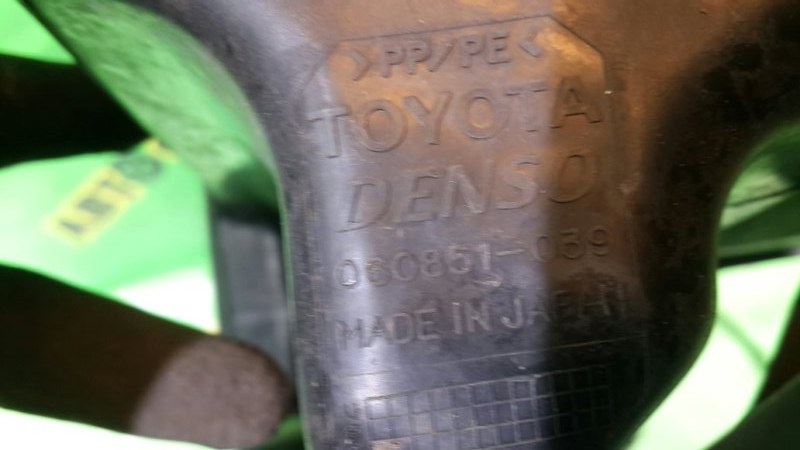 >PP/PE<
TOYOTA
DENSO
060851-039
MADE IN JAPAN